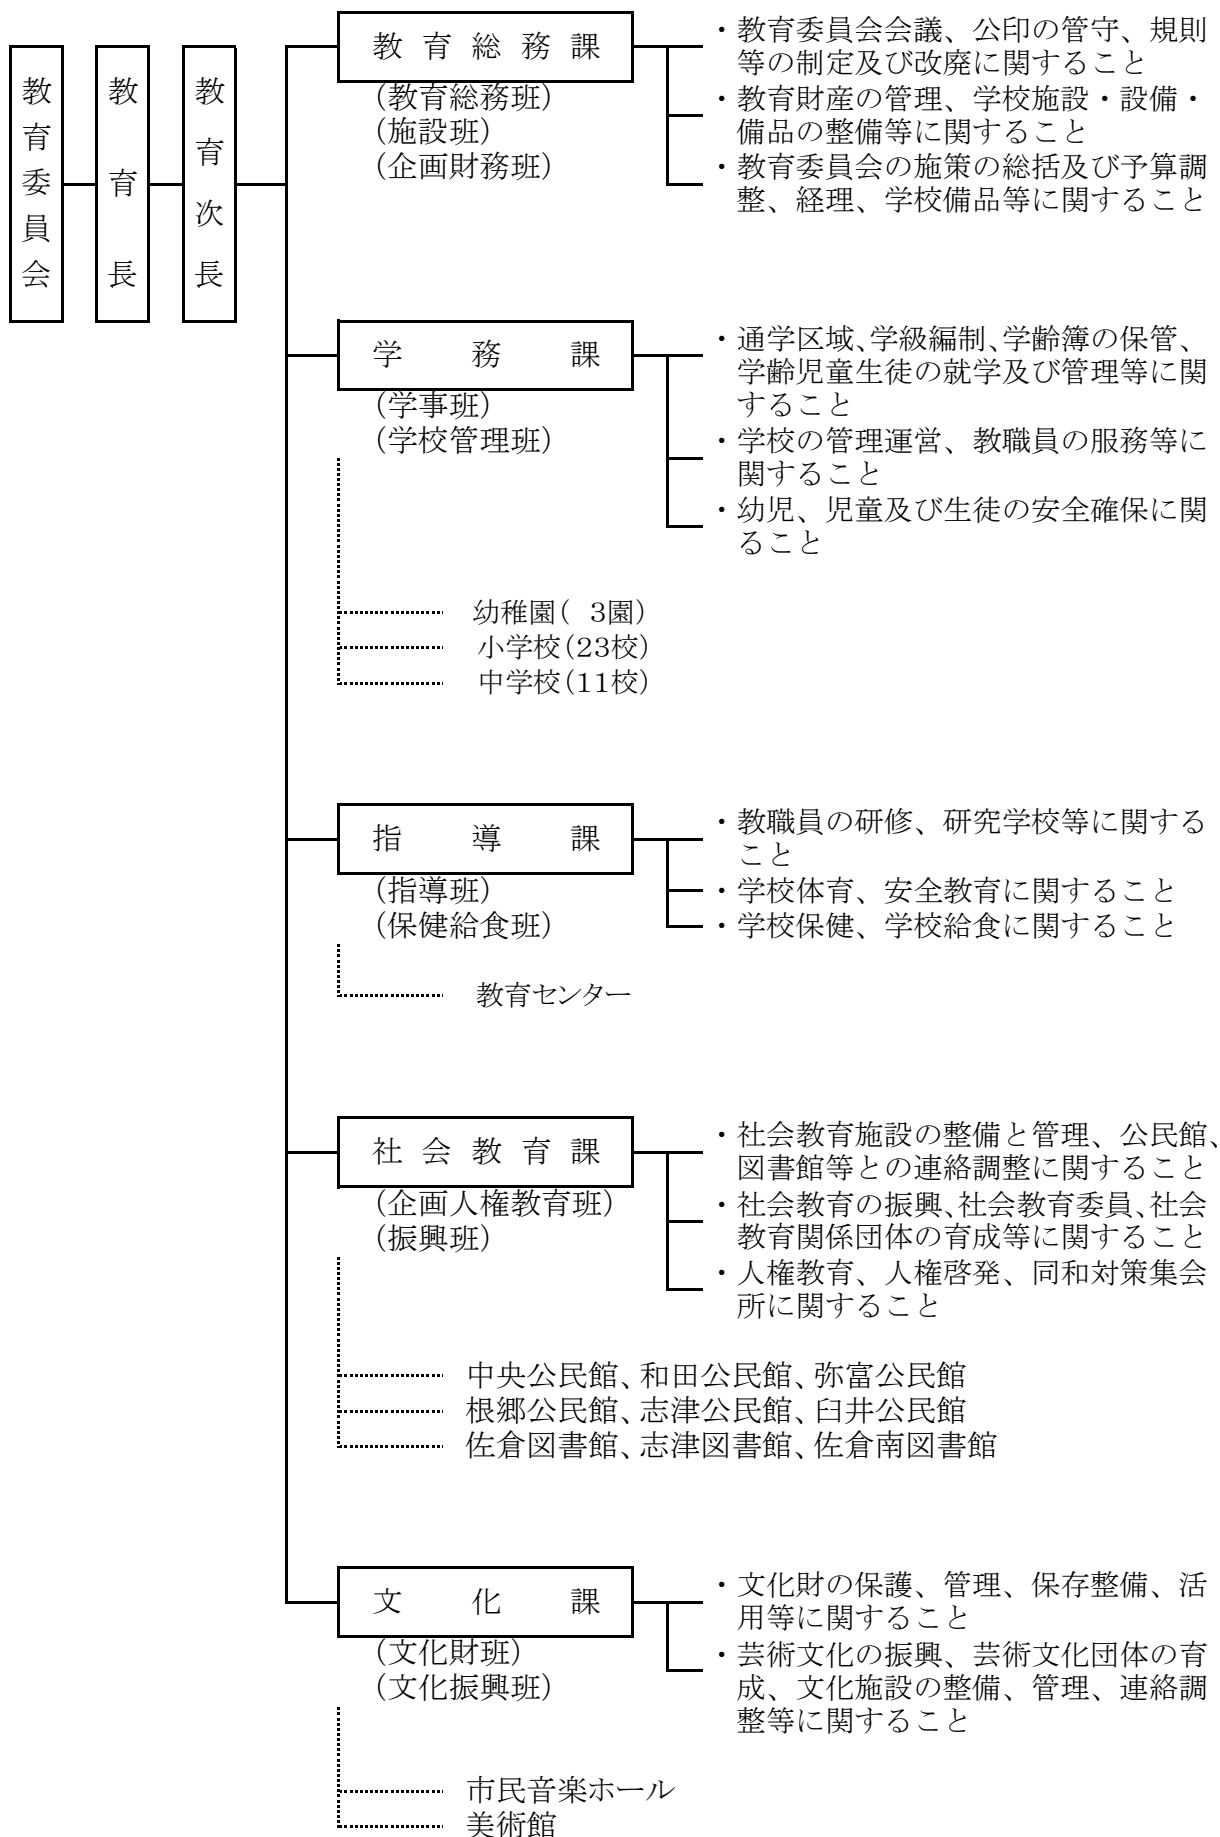 教育委員会
教育長
教育次長
教育総務課
(教育総務班)
(施設班)
(企画財務班)
・教育委員会会議、公印の管守、規則
等の制定及び改廃に関すること
・教育財産の管理、学校施設・設備・
備品の整備等に関すること
・教育委員会の施策の総括及び予算調
整、経理、学校備品等に関すること
学務課
(学事班)
(学校管理班)
・通学区域、学級編制、学齢簿の保管、
学齢児童生徒の就学及び管理等に関
すること
・学校の管理運営、教職員の服務等に
関すること
・幼児、児童及び生徒の安全確保に関
ること
幼稚園( 3園)
小学校(23校)
中学校(11校)
指導課
(指導班)
(保健給食班)
・教職員の研修、研究学校等に関する
こと
・学校体育、安全教育に関すること
・学校保健、学校給食に関すること
教育センター
社会教育課
(企画人権教育班)
(振興班)
・社会教育施設の整備と管理、公民館、
図書館等との連絡調整に関すること
・社会教育の振興、社会教育委員、社会
教育関係団体の育成等に関すること
・人権教育、人権啓発、同和対策集会
所に関すること
中央公民館、和田公民館、弥富公民館
根郷公民館、志津公民館、臼井公民館
佐倉図書館、志津図書館、佐倉南図書館
文化課
(文化財班)
(文化振興班)
・文化財の保護、管理、保存整備、活
用等に関すること
・芸術文化の振興、芸術文化団体の育
成、文化施設の整備、管理、連絡調
整等に関すること
市民音楽ホール
美術館